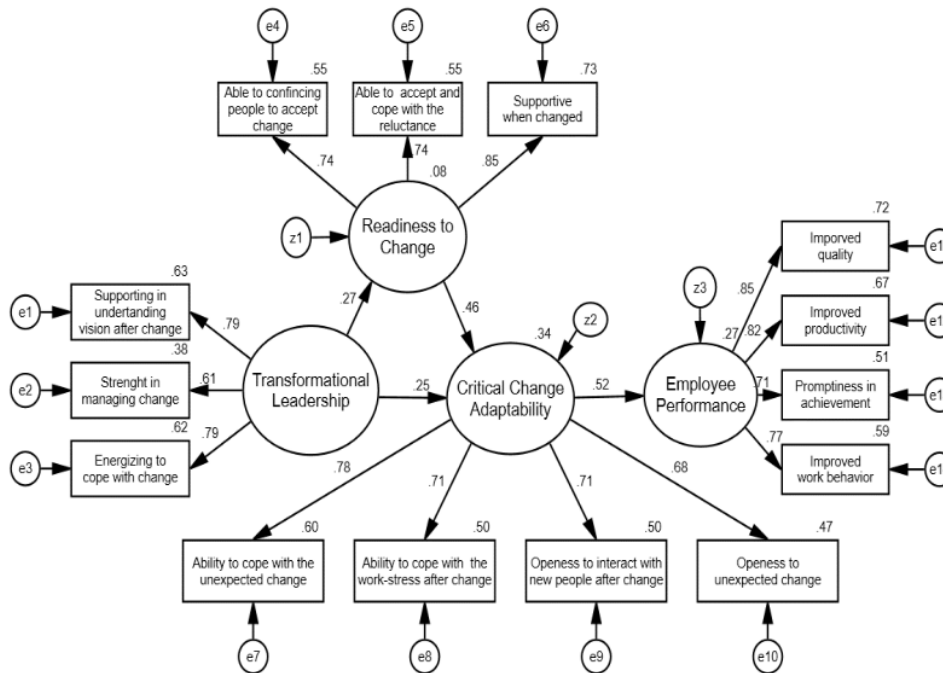 e4
e5
e6
.55
.55
.73
Able to confincing
people to accept
change
Able to accept and
cope with the
reluctance
Supportive
when changed
.74
.74
.85
.08
Readiness to
Change
z1
.72
Imporved
quality
e1
.63
e1
Supporting in
undertanding
vision after change
.79
.27
.46
z2
z3
.85
.67
Improved
productivity
e1
.38
e2
Strenght in
managing change
.61
Transformational
Leadership
.25
.34
Critical Change
Adaptability
.52
.27
.82
Employee
Performance
.71
.51
Promptiness in
achievement
e1
.62
e3
Energizing to
cope with change
.79
.77
.59
Improved
work behavior
e1
.78
.71
.71
.68
.60
.50
.50
.47
Ability to cope with the
unexpected change
Ability to cope with the
work-stress after change
Openess to interact with
new people after change
Openess to
unexpected change
e7
e8
e9
e10